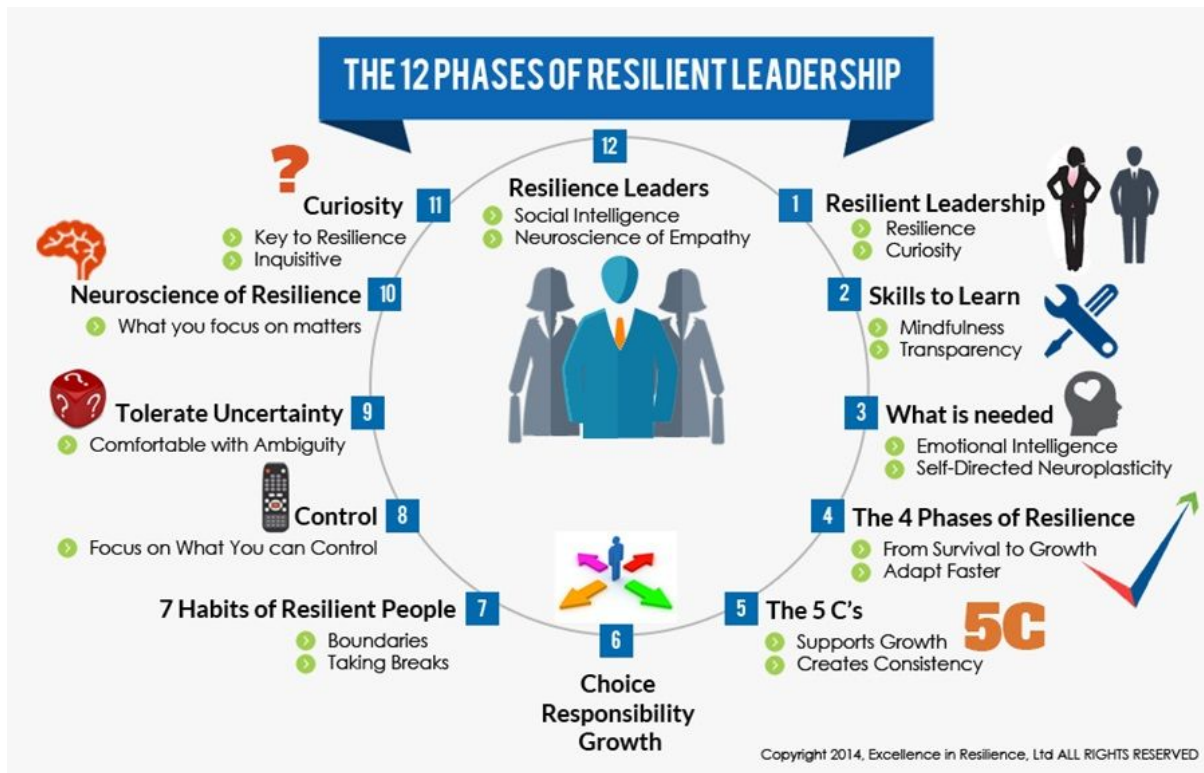 THE 12 PHASES OF RESILIENT LEADERSHIP
12
Resilience Leaders
Social Intelligence
Neuroscience of Empathy
1
Resilient Leadership
Resilience
Curiosity
2
Skills to Learn
Mindfulness
Transparency
3
What is needed
Emotional Intelligence
Self-Directed Neuroplasticity
4
The 4 Phases of Resilience
From Survival to Growth
Adapt Faster
5
The 5 C's
Supports Growth
Creates Consistency
5C
6
Choice
Responsibility
Growth
7
7 Habits of Resilient People
Boundaries
Taking Breaks
8
Control
Focus on What You can Control
9
Tolerate Uncertainty
Comfortable with Ambiguity
? ? ?
10
Neuroscience of Resilience
What you focus on matters
11
Curiosity
Key to Resilience
Inquisitive
?
Copyright 2014, Excellence in Resilience, Ltd ALL RIGHTS RESERVED